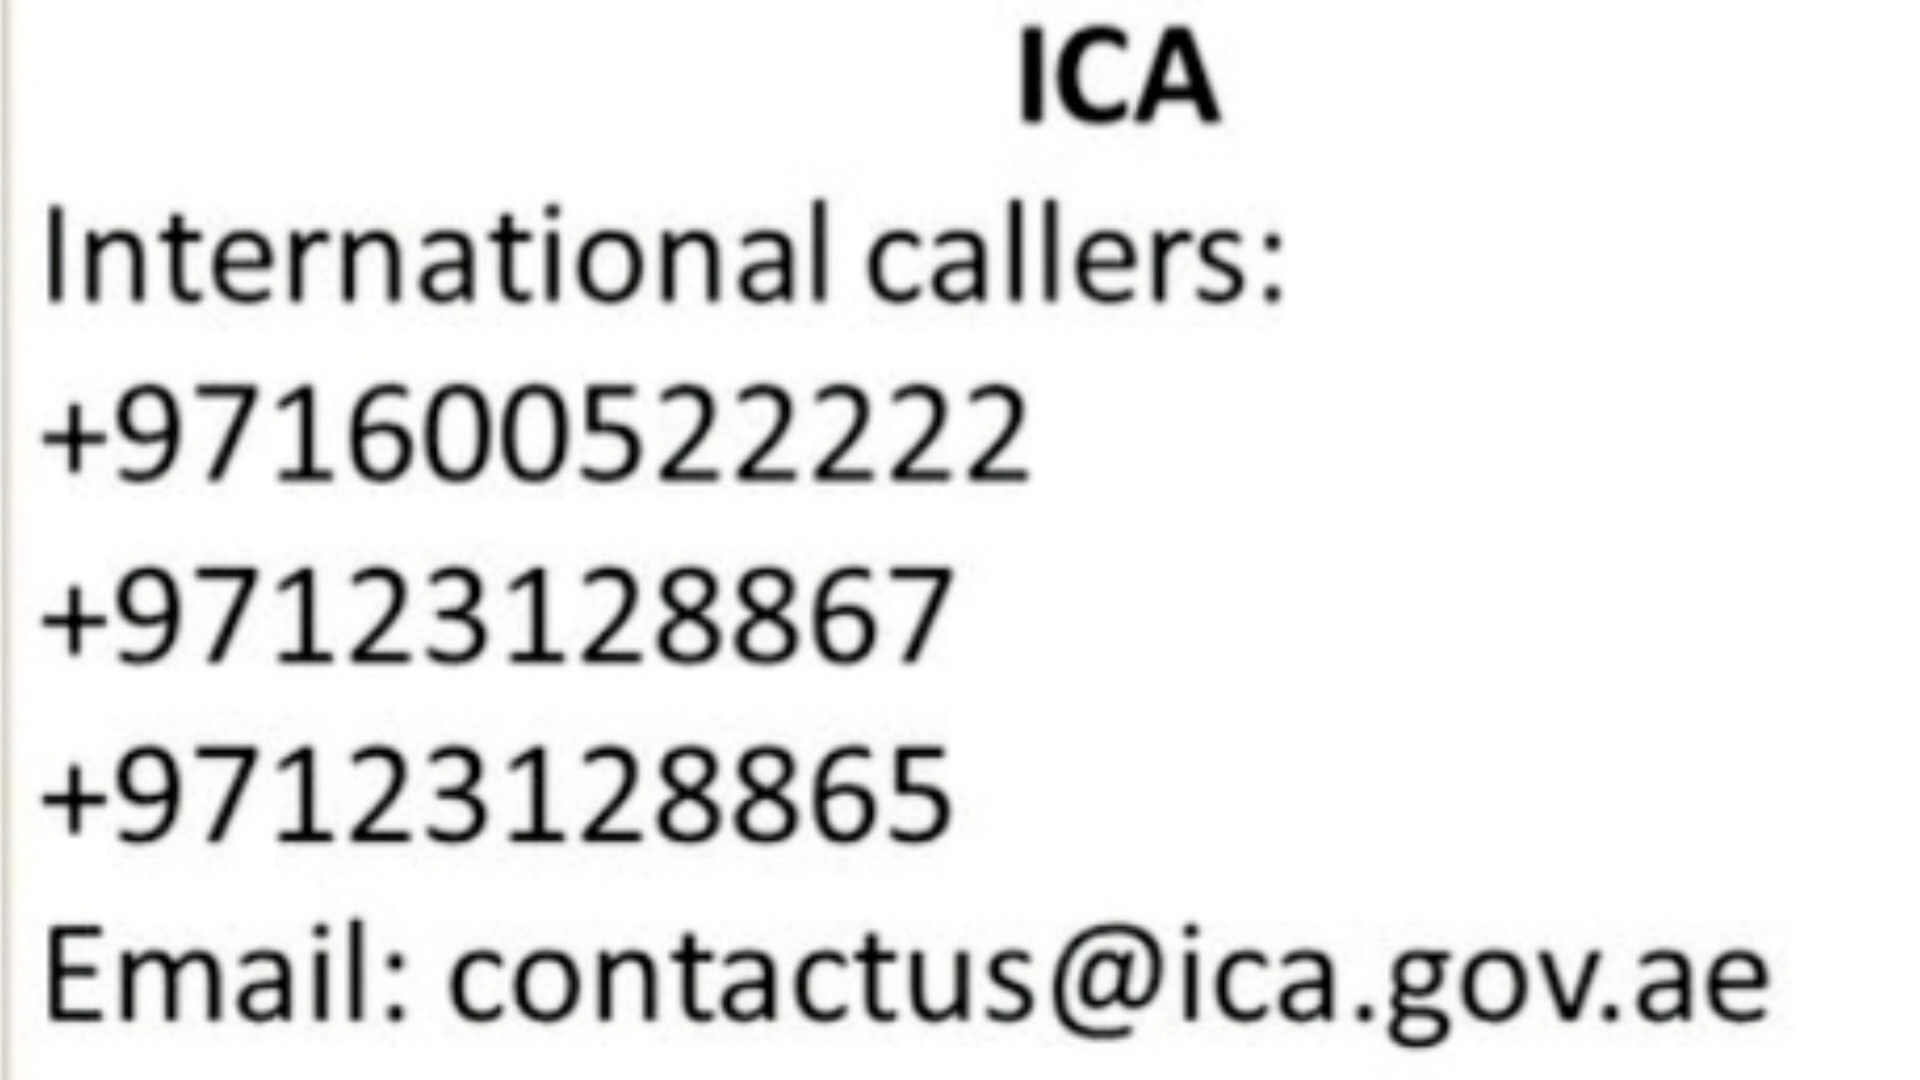 ICA
International callers:
+971600522222
+97123128867
+97123128865
Email: contactus@ica.gov.ae